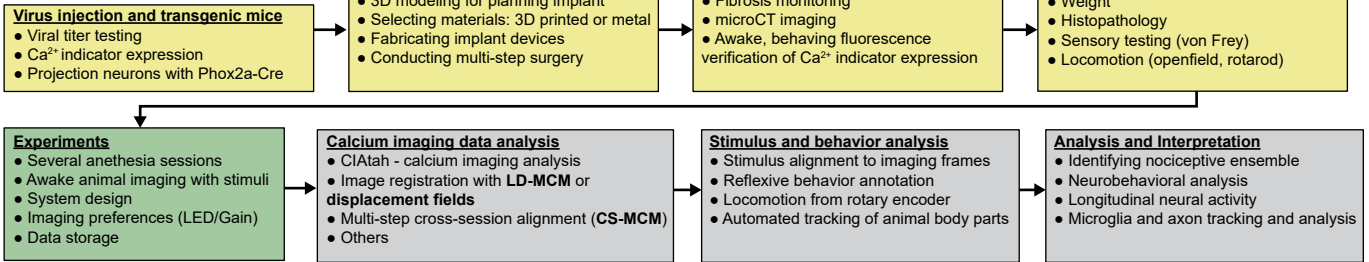 Virus injection and transgenic mice
● Viral titer testing
● Ca²⁺ indicator expression
● Projection neurons with Phox2a-Cre
● 3D modeling for planning implant
● Selecting materials: 3D printed or metal
● Fabricating implant devices
● Conducting multi-step surgery
● Fibrosis monitoring
● microCT imaging
● Awake, behaving fluorescence
verification of Ca²⁺ indicator expression
● Weight
● Histopathology
● Sensory testing (von Frey)
● Locomotion (openfield, rotarod)
Experiments
● Several anethesia sessions
● Awake animal imaging with stimuli
● System design
● Imaging preferences (LED/Gain)
● Data storage
Calcium imaging data analysis
● CIAtah - calcium imaging analysis
● Image registration with LD-MCM or
displacement fields
● Multi-step cross-session alignment (CS-MCM)
● Others
Stimulus and behavior analysis
● Stimulus alignment to imaging frames
● Reflexive behavior annotation
● Locomotion from rotary encoder
● Automated tracking of animal body parts
Analysis and Interpretation
● Identifying nociceptive ensemble
● Neurobehavioral analysis
● Longitudinal neural activity
● Microglia and axon tracking and analysis